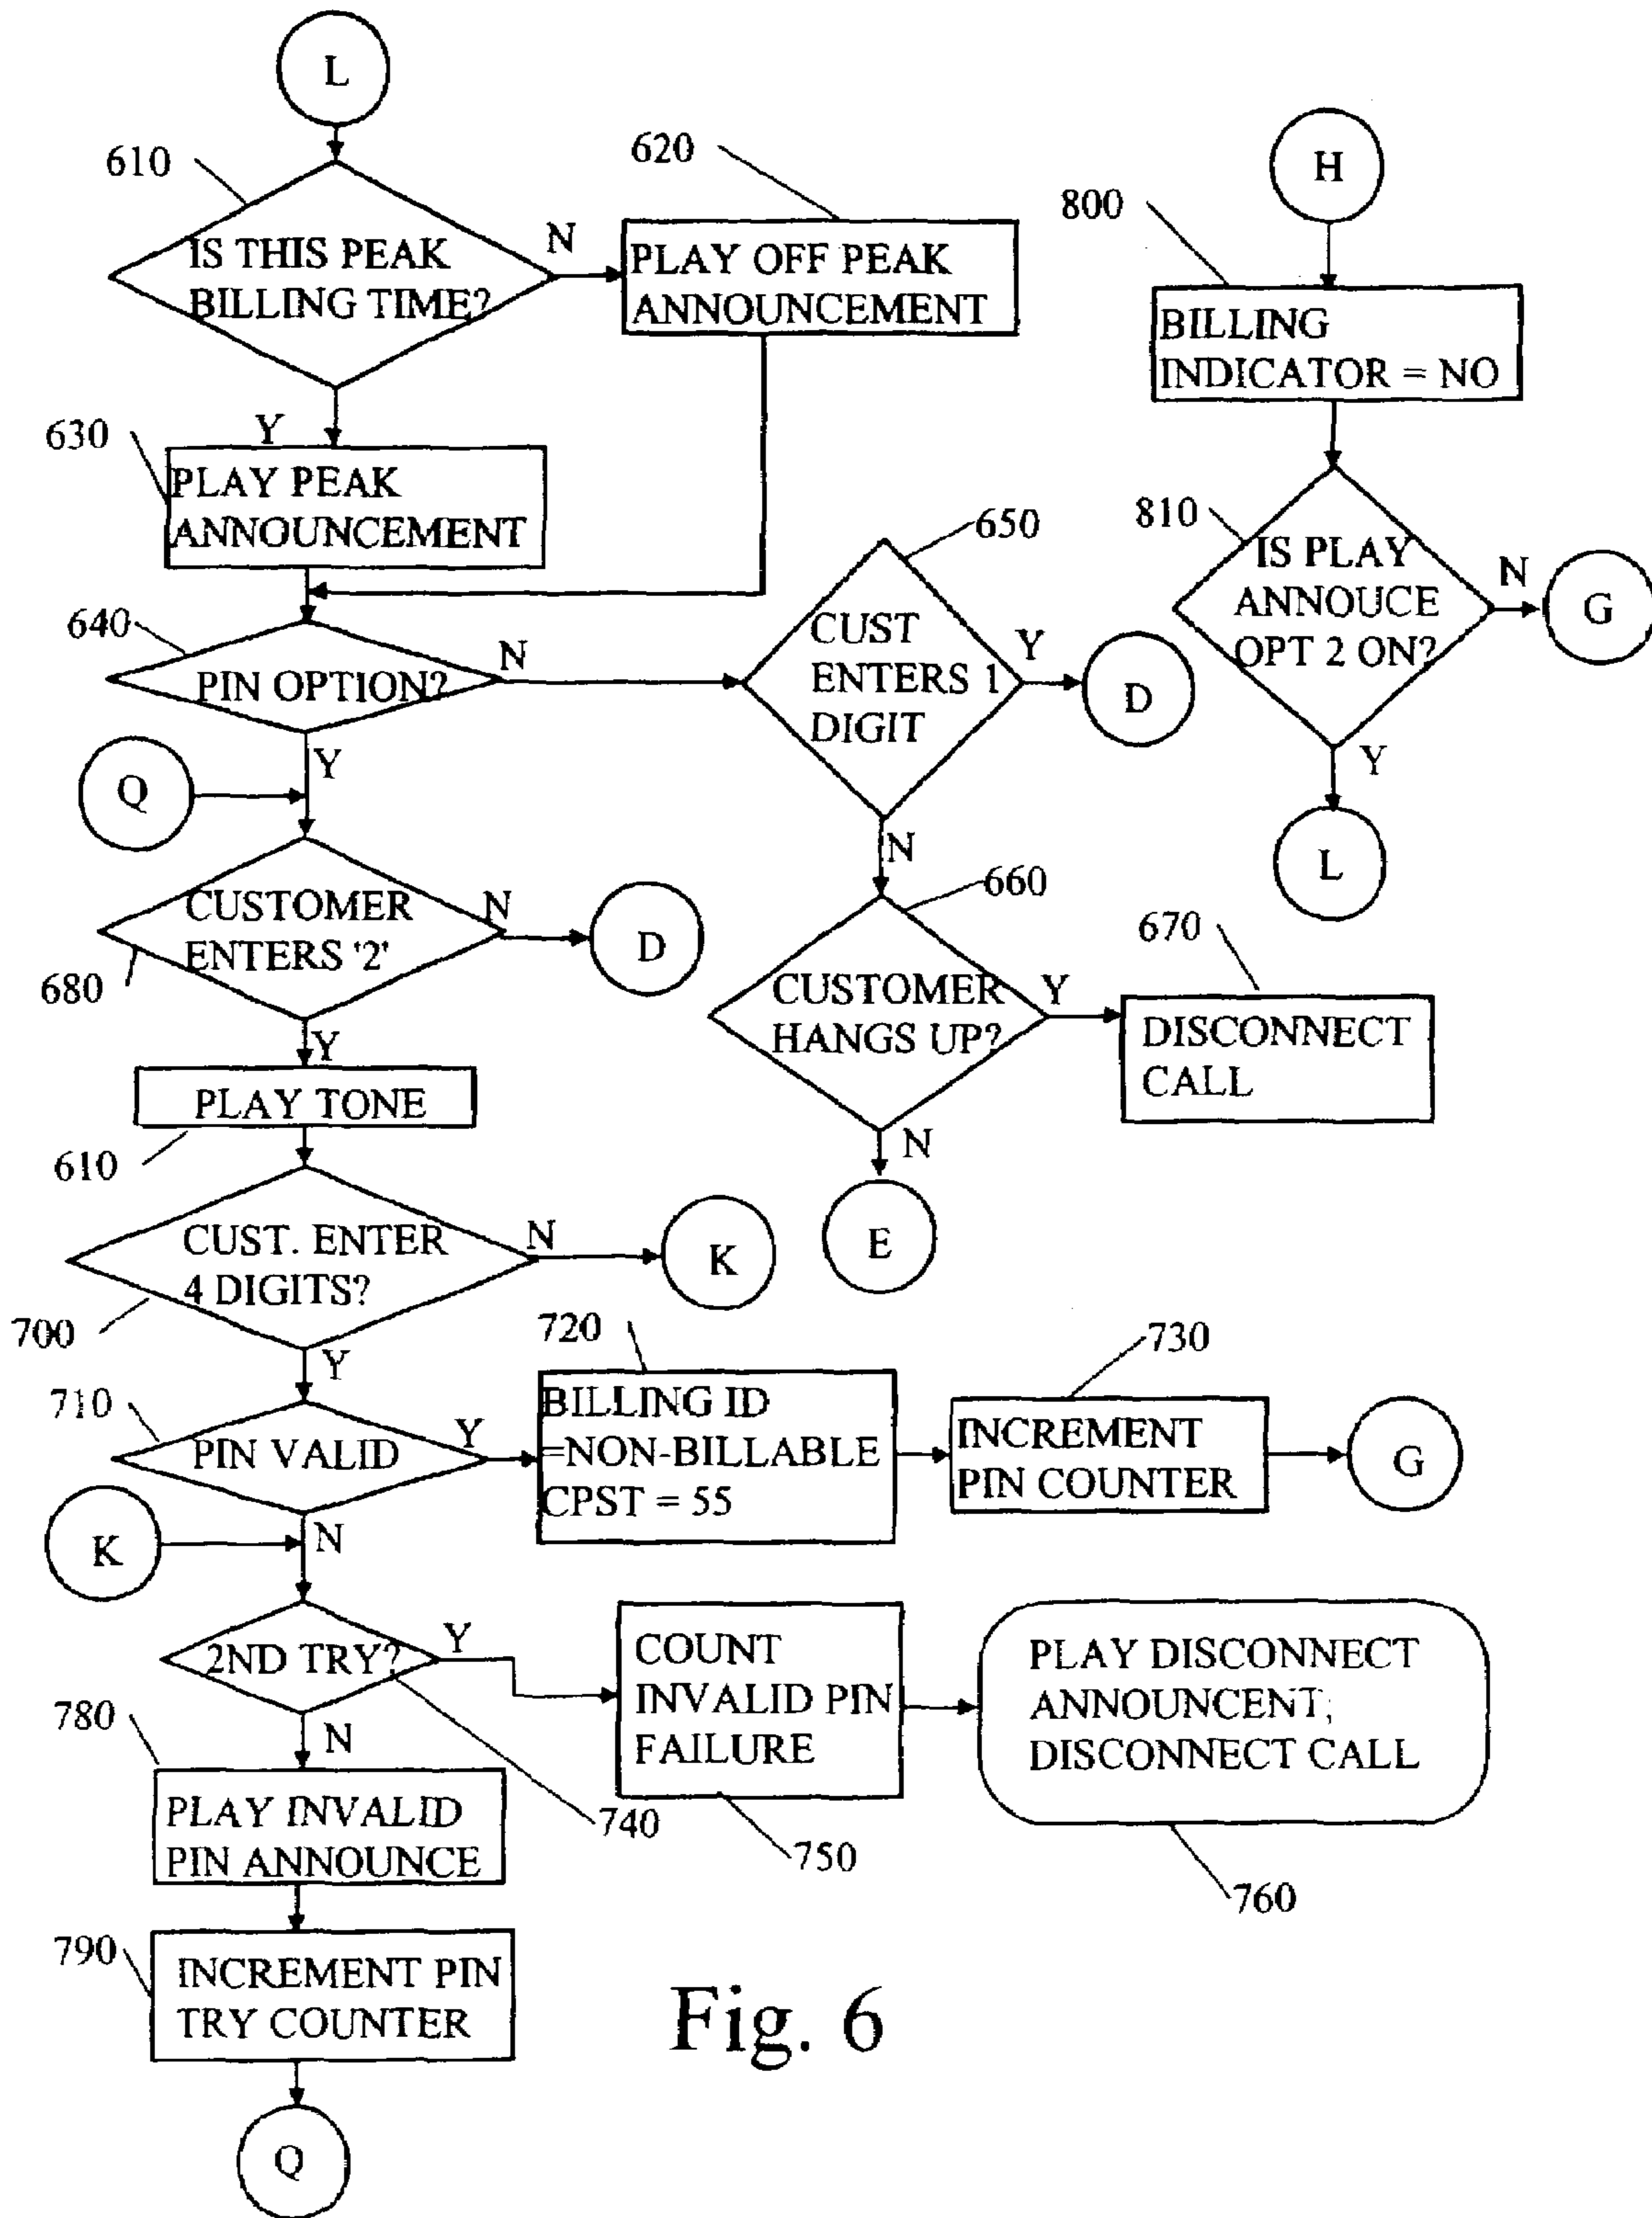 L
610
IS THIS PEAK
BILLING TIME?
N
620
PLAY OFF PEAK
ANNOUNCEMENT
Y
630
PLAY PEAK
ANNOUNCEMENT
640
PIN OPTION?
N
650
CUST
ENTERS 1
DIGIT
Y
D
N
660
CUSTOMER
HANGS UP?
Y
670
DISCONNECT
CALL
N
E
Y
Q
CUSTOMER
ENTERS '2'
680
N
D
Y
PLAY TONE
610
CUST. ENTER
4 DIGITS?
700
N
K
Y
710
PIN VALID
Y
720
BILLING ID
=NON-BILLABLE
CPST = 55
730
INCREMENT
PIN COUNTER
G
K
N
2ND TRY?
740
Y
COUNT
INVALID PIN
FAILURE
750
PLAY DISCONNECT
ANNOUNCENT;
DISCONNECT CALL
760
N
780
PLAY INVALID
PIN ANNOUNCE
790
INCREMENT PIN
TRY COUNTER
Q
H
800
BILLING
INDICATOR = NO
810
IS PLAY
ANNOUCE
OPT 2 ON?
N
G
Y
L
Fig. 6